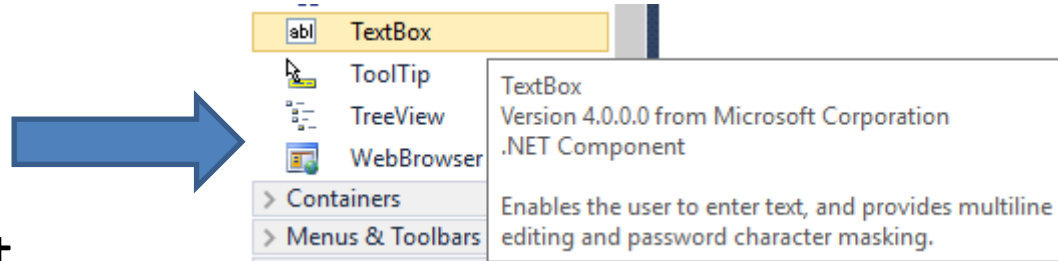 abl TextBox
ToolTip
TreeView
WebBrowser
> Containers
> Menus & Toolbars
TextBox
Version 4.0.0.0 from Microsoft Corporation
.NET Component
Enables the user to enter text, and provides multiline
editing and password character masking.